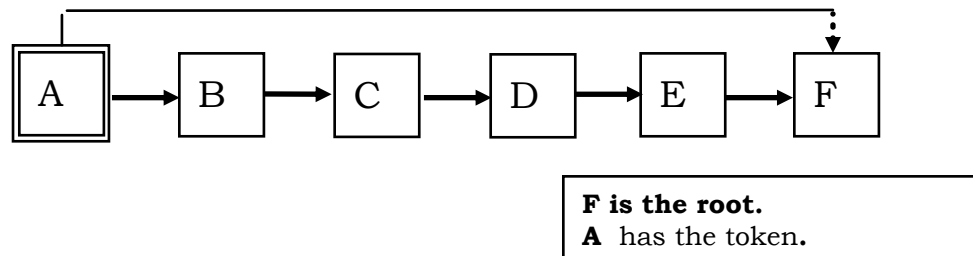 A B C D E F
F is the root.
A has the token.